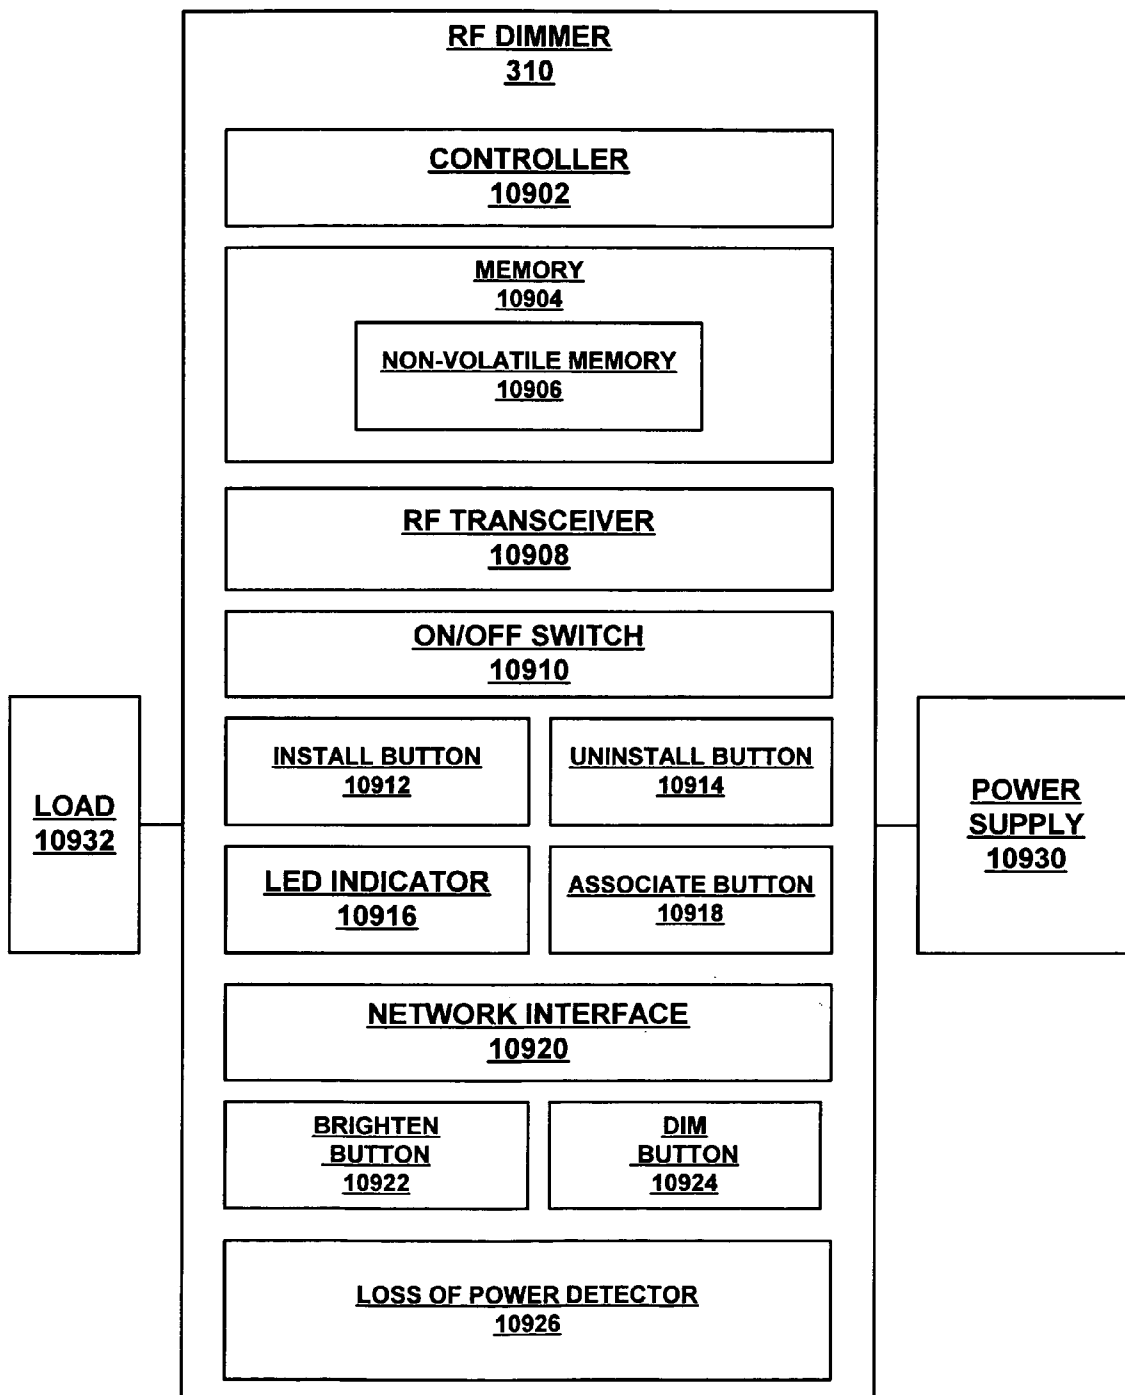 RF DIMMER
310
CONTROLLER
10902
MEMORY
10904
NON-VOLATILE MEMORY
10906
RF TRANSCEIVER
10908
ON/OFF SWITCH
10910
INSTALL BUTTON
10912
UNINSTALL BUTTON
10914
LOAD
10932
POWER
SUPPLY
10930
LED INDICATOR
10916
ASSOCIATE BUTTON
10918
NETWORK INTERFACE
10920
BRIGHTEN
BUTTON
10922
DIM
BUTTON
10924
LOSS OF POWER DETECTOR
10926